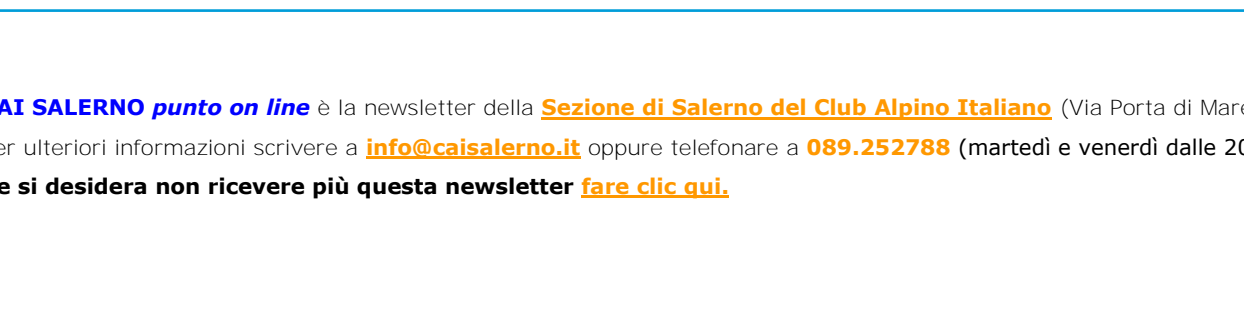 AI SALERNO punto on line è la newsletter della Sezione di Salerno del Club Alpino Italiano (Via Porta di Mare
er ulteriori informazioni scrivere a info@caisalerno.it oppure telefonare a 089.252788 (martedì e venerdì dalle 20
e si desidera non ricevere più questa newsletter fare clic qui.